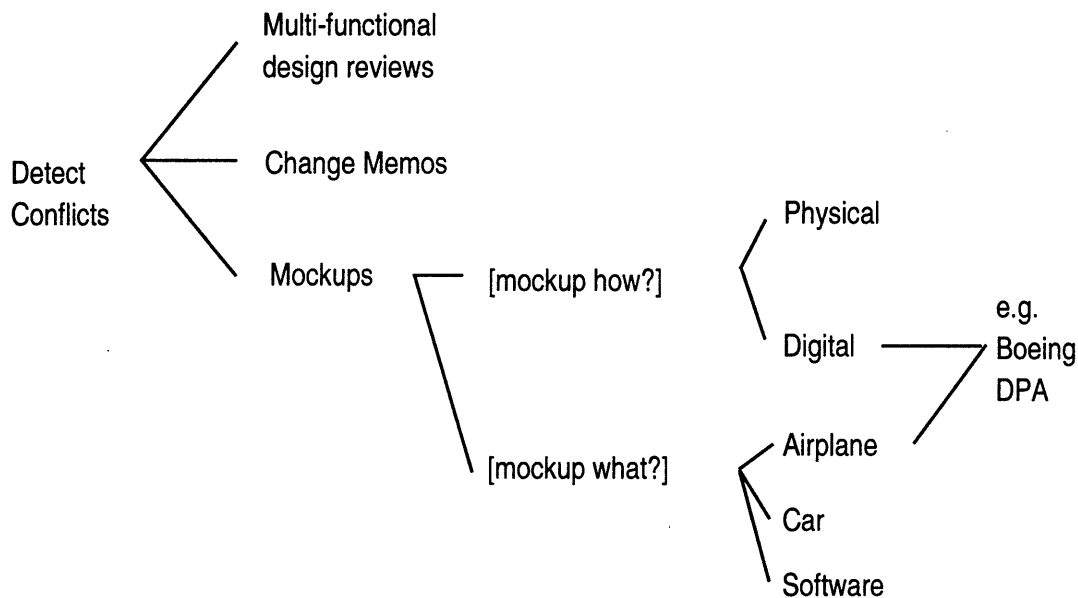 Multi-functional
design reviews
Detect
Conflicts
Change Memos
Mockups
[mockup how?]
Physical
Digital
e.g.
Boeing
DPA
[mockup what?]
Airplane
Car
Software